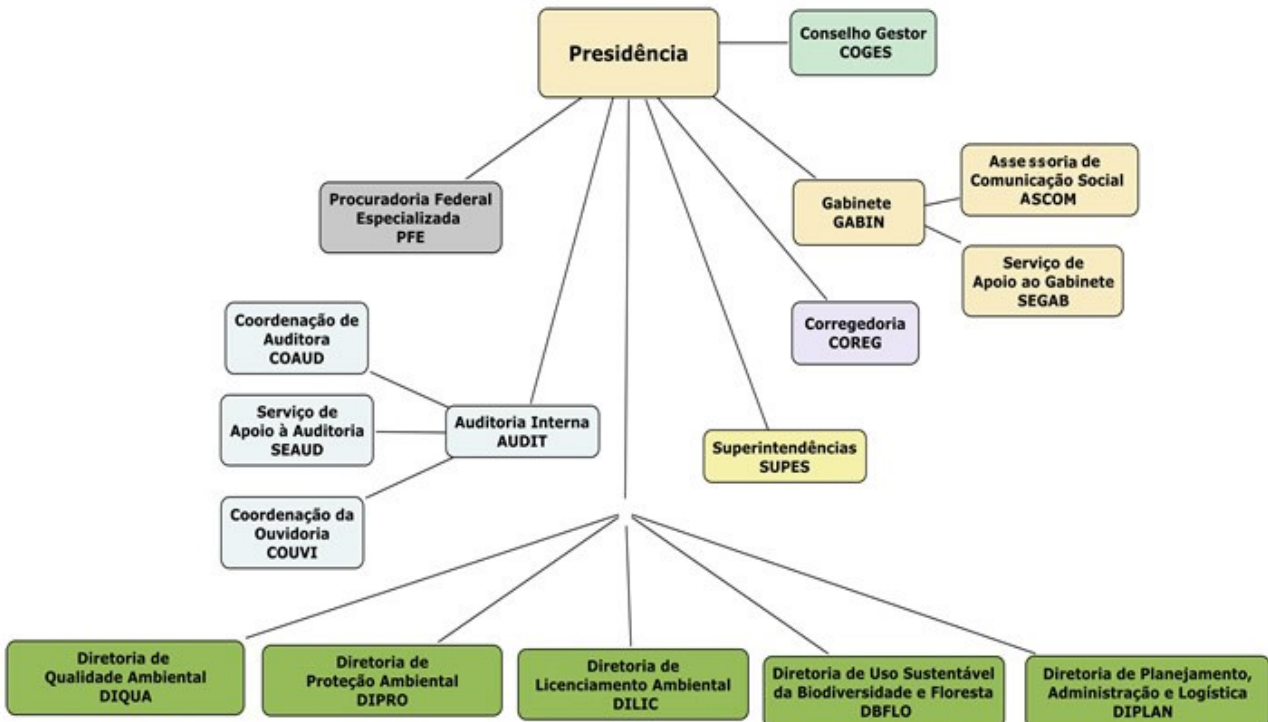 Presidência
Conselho Gestor
COGES
Procuradoria Federal
Especializada
PFE
Gabinete
GABIN
Assessoria de
Comunicação Social
ASCOM
Serviço de
Apoio ao Gabinete
SEGAB
Coordenação de
Auditora
COAUD
Corregedoria
COREG
Serviço de
Apoio à Auditoria
SEAUD
Auditoria Interna
AUDIT
Superintendências
SUPES
Coordenação da
Ouvidoria
COUVI
Diretoria de
Qualidade Ambiental
DIQUA
Diretoria de
Proteção Ambiental
DIPRO
Diretoria de
Licenciamento Ambiental
DILIC
Diretoria de Uso Sustentável
da Biodiversidade e Floresta
DBFLO
Diretoria de Planejamento,
Administração e Logística
DIPLAN